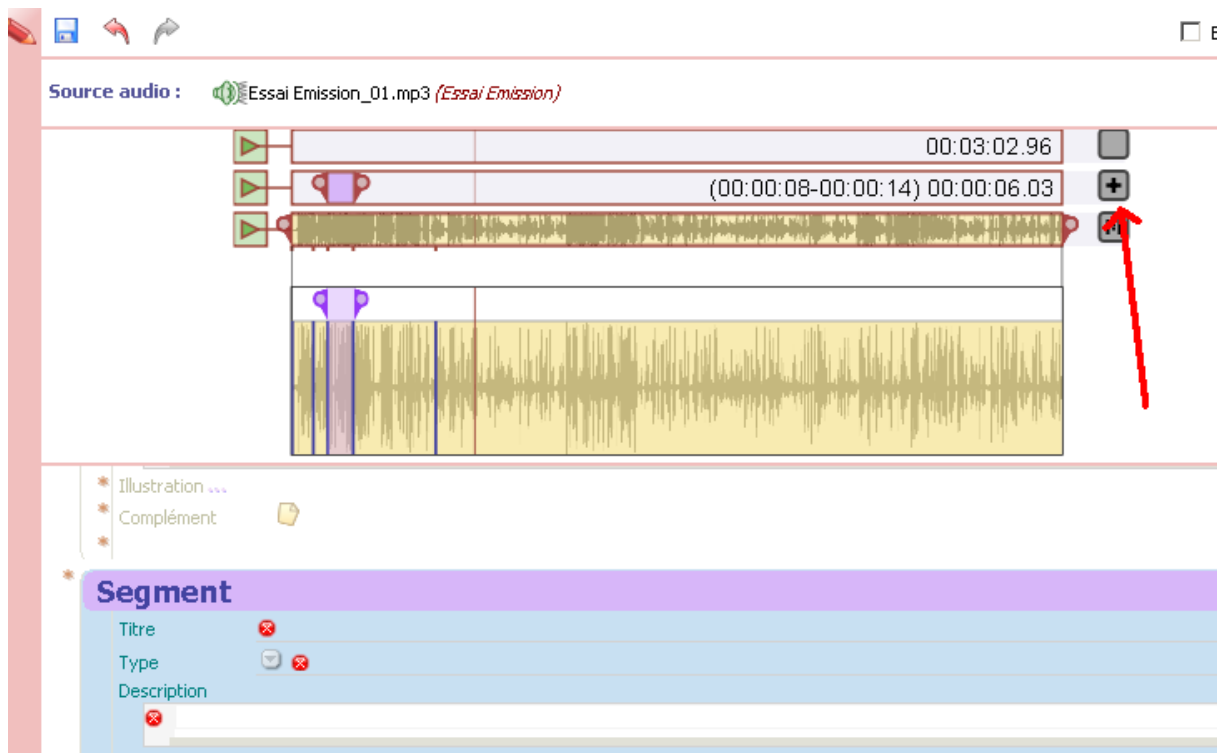 E
Source audio : Essai Emission_01.mp3 (Essai Emission)
00:03:02.96
(00:00:08-00:00:14) 00:00:06.03
M
Illustration ...
Complément
Segment
Titre
Type
Description